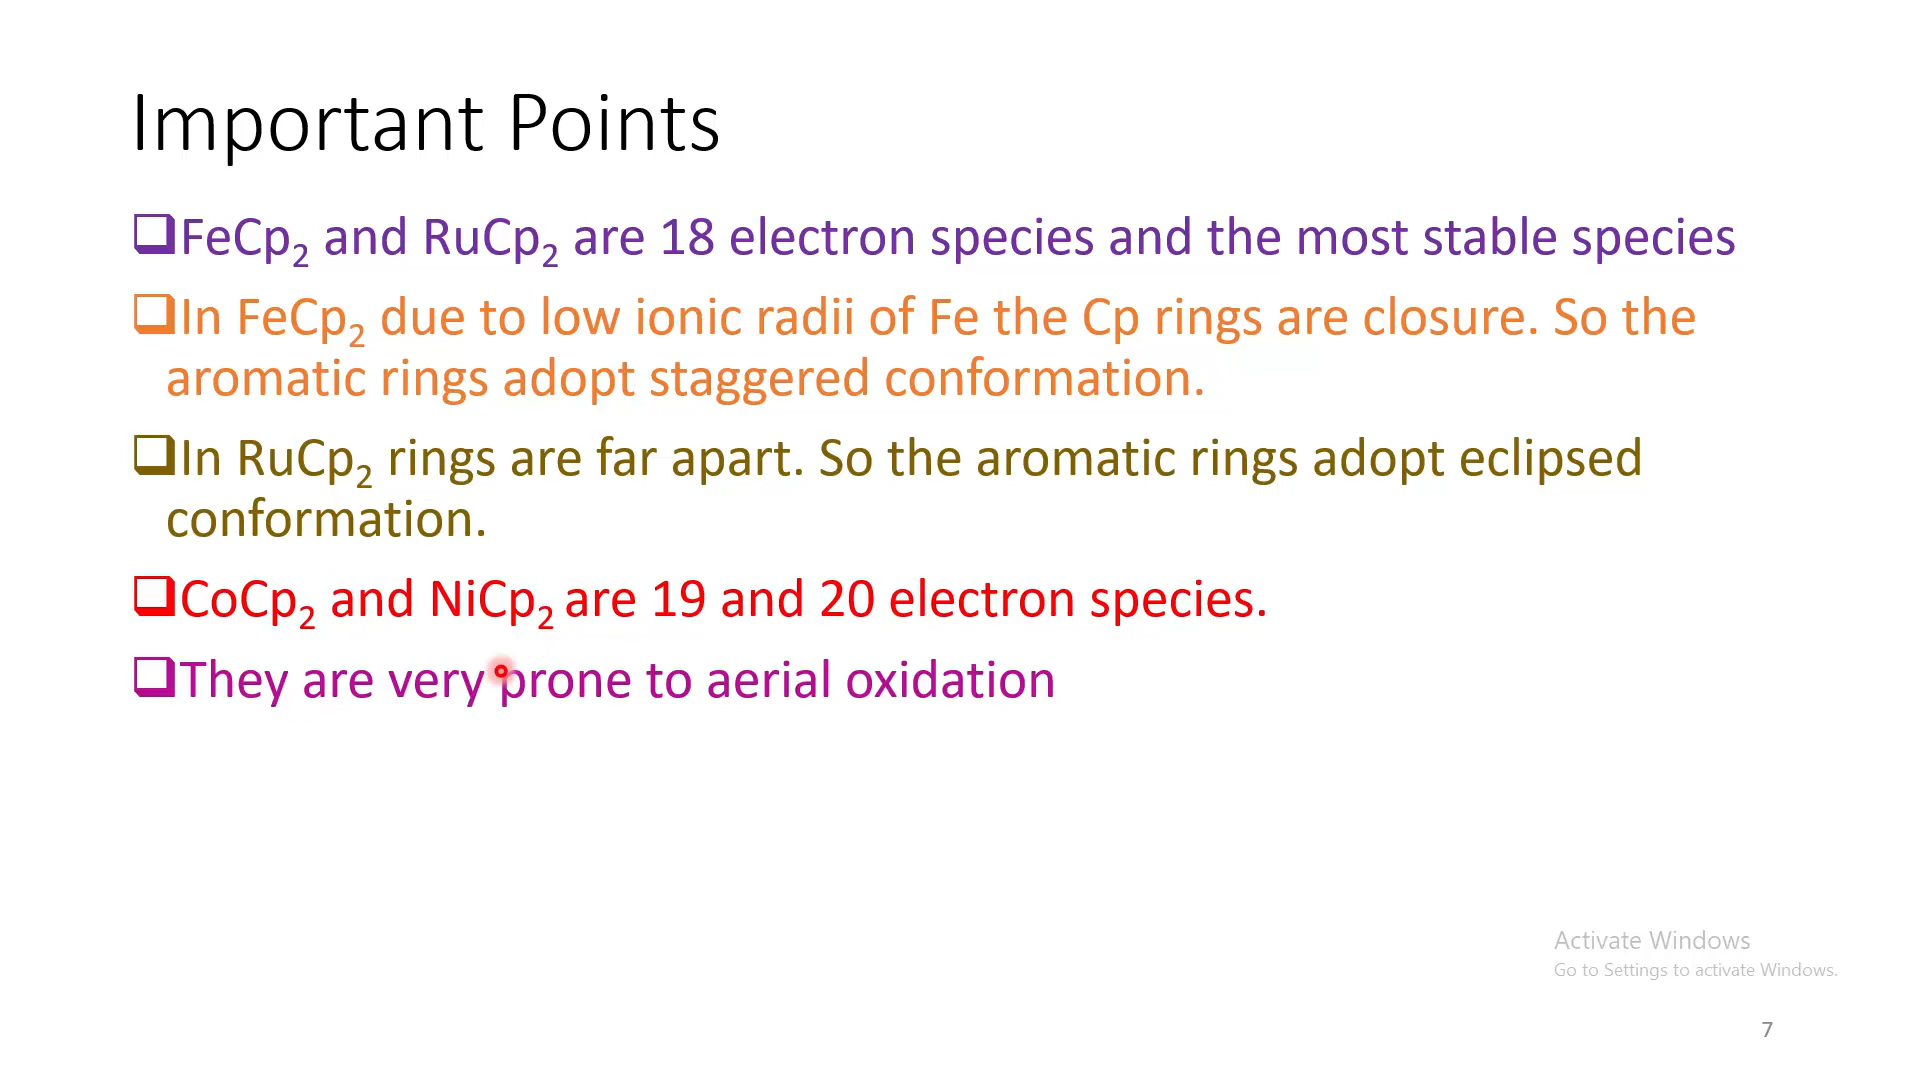 Important Points
❑FeCp₂ and RuCp₂ are 18 electron species and the most stable species
❑In FeCp₂ due to low ionic radii of Fe the Cp rings are closure. So the
aromatic rings adopt staggered conformation.
❑In RuCp₂ rings are far apart. So the aromatic rings adopt eclipsed
conformation.
❑CoCp₂ and NiCp₂ are 19 and 20 electron species.
❑They are very prone to aerial oxidation
Activate Windows
Go to Settings to activate Windows.
7